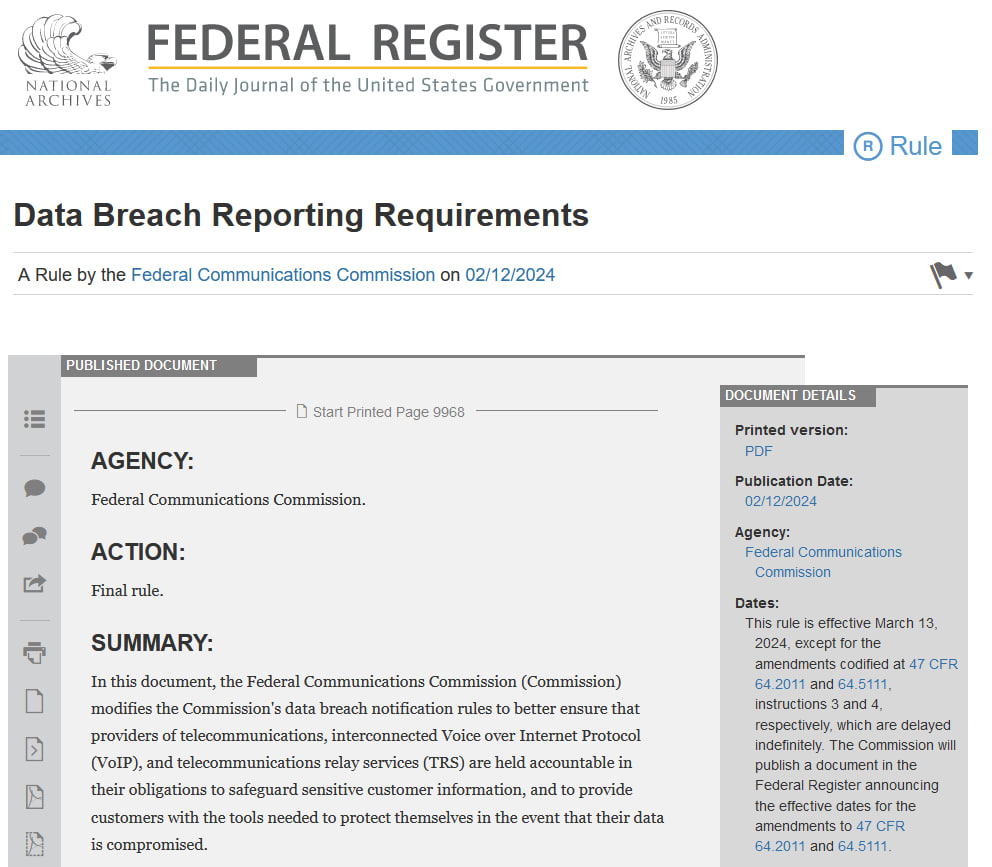 NATIONAL
ARCHIVES
FEDERAL REGISTER
The Daily Journal of the United States Government
NATIONAL ARCHIVES AND RECORDS ADMINISTRATION
1985
R Rule
Data Breach Reporting Requirements
A Rule by the Federal Communications Commission on 02/12/2024
PUBLISHED DOCUMENT
Start Printed Page 9968
AGENCY:
Federal Communications Commission.
ACTION:
Final rule.
SUMMARY:
In this document, the Federal Communications Commission (Commission)
modifies the Commission's data breach notification rules to better ensure that
providers of telecommunications, interconnected Voice over Internet Protocol
(VoIP), and telecommunications relay services (TRS) are held accountable in
their obligations to safeguard sensitive customer information, and to provide
customers with the tools needed to protect themselves in the event that their data
is compromised.
DOCUMENT DETAILS
Printed version:
PDF
Publication Date:
02/12/2024
Agency:
Federal Communications
Commission
Dates:
This rule is effective March 13,
2024, except for the
amendments codified at 47 CFR
64.2011 and 64.5111,
instructions 3 and 4,
respectively, which are delayed
indefinitely. The Commission will
publish a document in the
Federal Register announcing
the effective dates for the
amendments to 47 CFR
64.2011 and 64.5111.